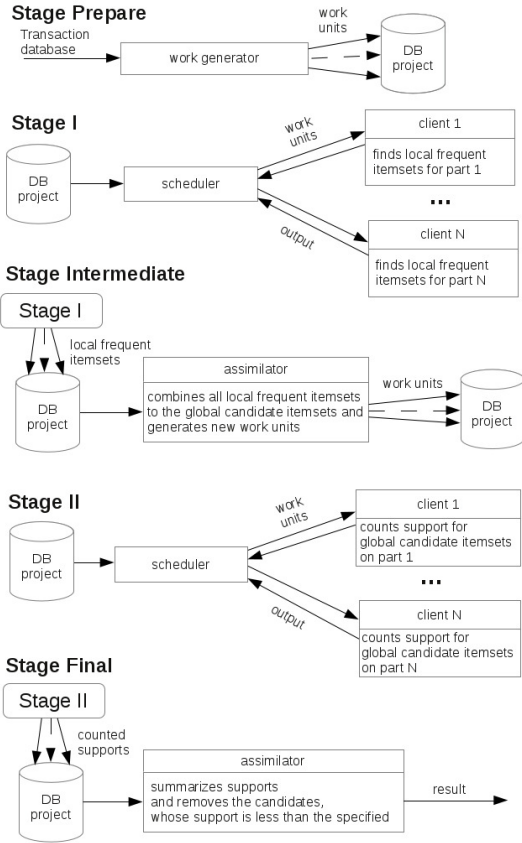 Stage Prepare
Transaction
database
work generator
work
units
DB
project
Stage I
DB
project
scheduler
work
units
output
client 1
finds local frequent
itemsets for part 1
...
client N
finds local frequent
itemsets for part N
Stage Intermediate
Stage I
local frequent
itemsets
DB
project
assimilator
combines all local frequent itemsets
to the global candidate itemsets and
generates new work units
work units
DB
project
Stage II
DB
project
scheduler
work
units
output
client 1
counts support for
global candidate itemsets
on part 1
...
client N
counts support for
global candidate itemsets
on part N
Stage Final
Stage II
counted
supports
DB
project
assimilator
summarizes supports
and removes the candidates,
whose support is less than the specified
result